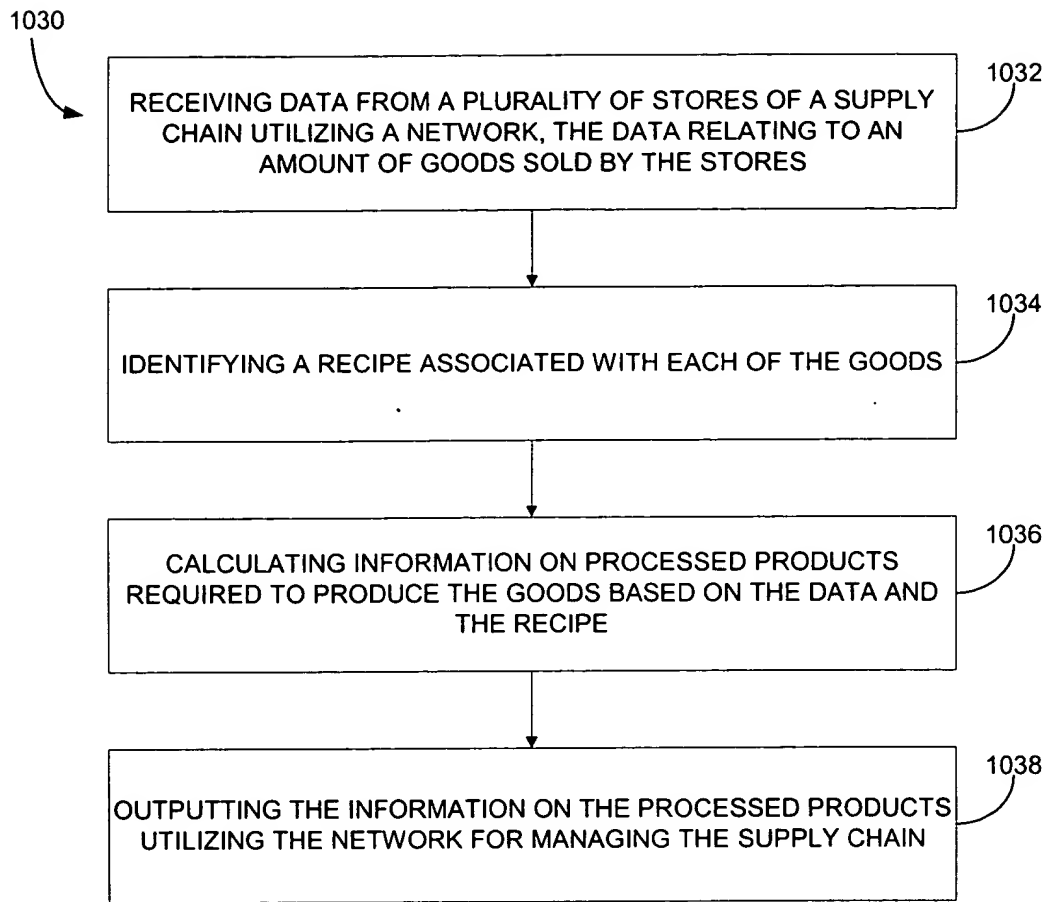 1030
1032
RECEIVING DATA FROM A PLURALITY OF STORES OF A SUPPLY
CHAIN UTILIZING A NETWORK, THE DATA RELATING TO AN
AMOUNT OF GOODS SOLD BY THE STORES
1034
IDENTIFYING A RECIPE ASSOCIATED WITH EACH OF THE GOODS
1036
CALCULATING INFORMATION ON PROCESSED PRODUCTS
REQUIRED TO PRODUCE THE GOODS BASED ON THE DATA AND
THE RECIPE
1038
OUTPUTTING THE INFORMATION ON THE PROCESSED PRODUCTS
UTILIZING THE NETWORK FOR MANAGING THE SUPPLY CHAIN